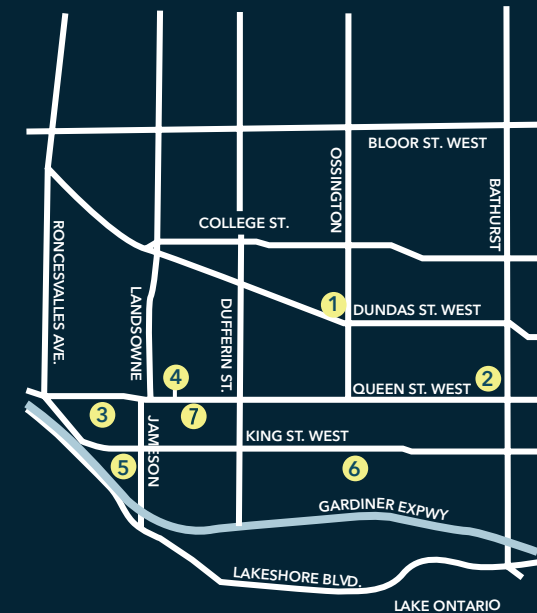 BLOOR ST. WEST
OSSINGTON
BATHURST
COLLEGE ST.
RONCESVALLES AVE.
LANDSOWNE
DUFFERIN ST.
1
DUNDAS ST. WEST
4
2
QUEEN ST. WEST
3
7
JAMESON
KING ST. WEST
5
6
GARDINER EXPWY
LAKESHORE BLVD.
LAKE ONTARIO